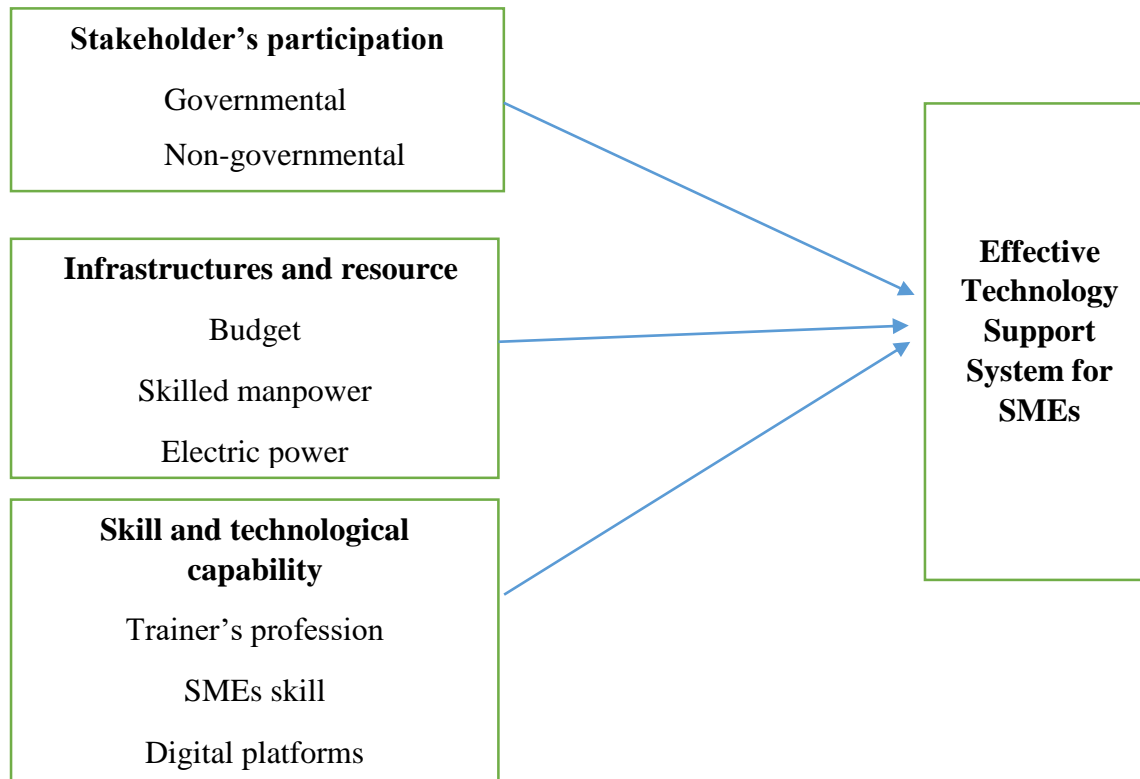 Stakeholder’s participation
Governmental
Non-governmental
Infrastructures and resource
Budget
Skilled manpower
Electric power
Skill and technological
capability
Trainer’s profession
SMEs skill
Digital platforms
Effective
Technology
Support
System for
SMEs